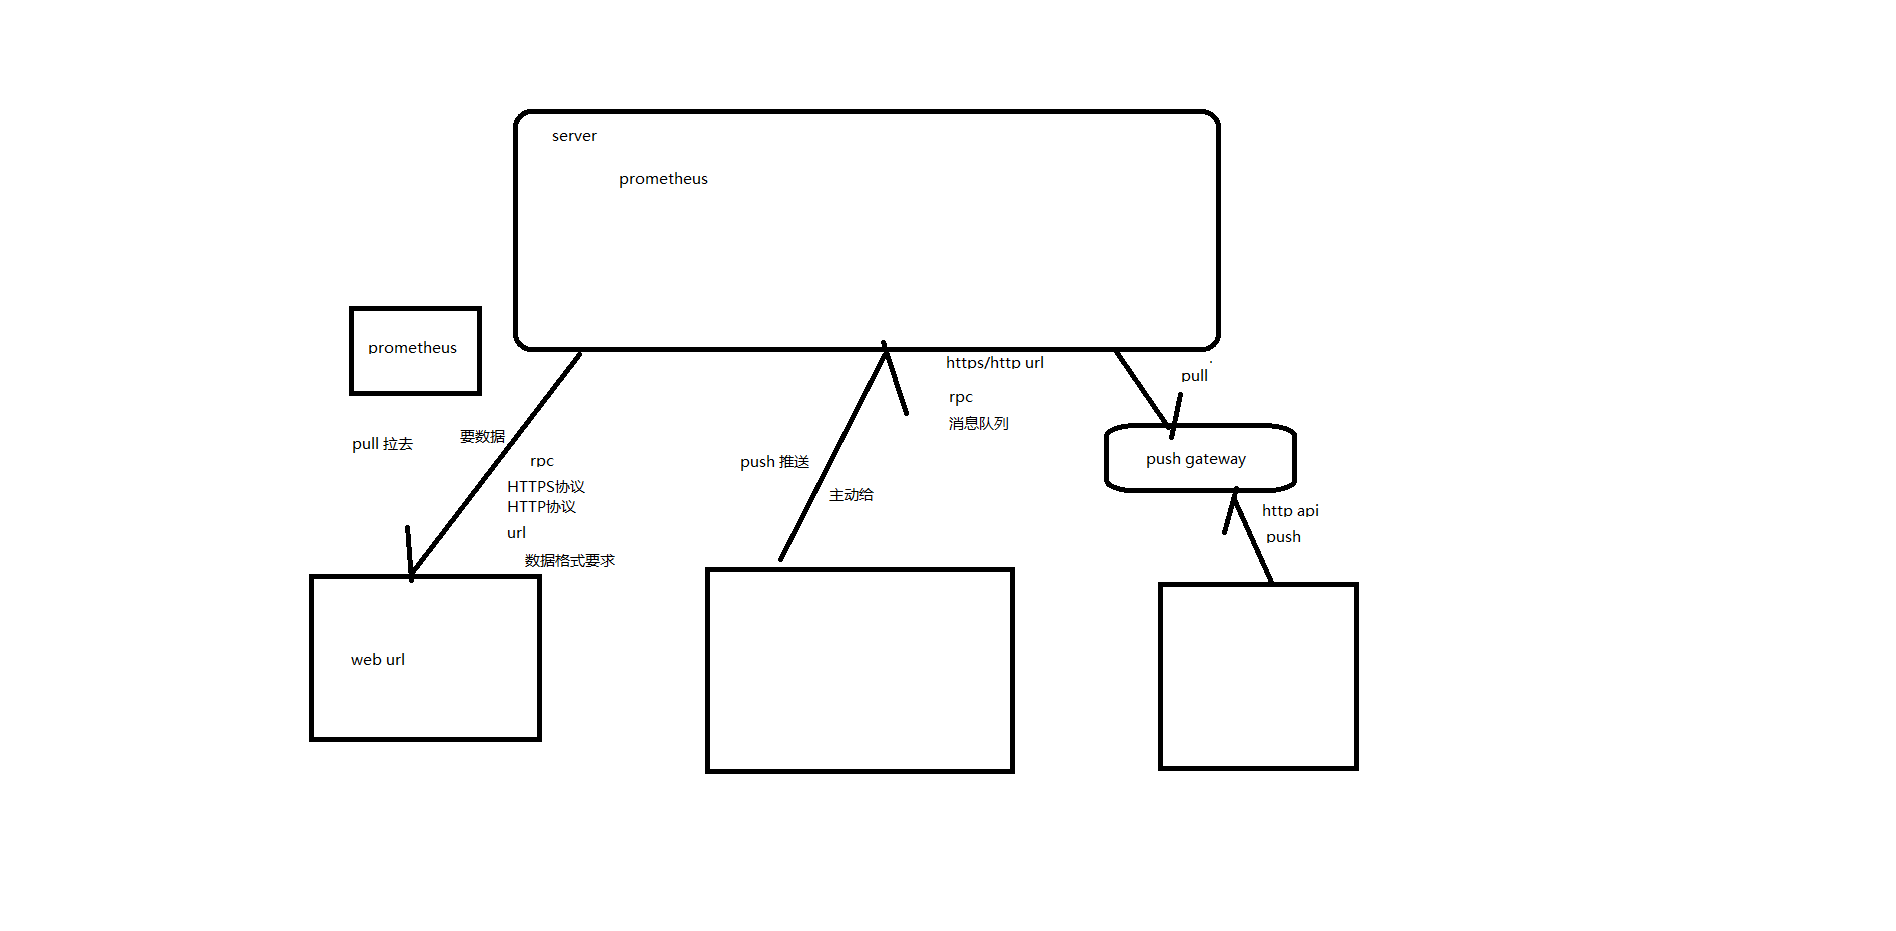 server
prometheus
prometheus
pull 拉去
要数据
rpc
HTTPS协议
HTTP协议
url
数据格式要求
web url
push 推送
主动给
https/http url
rpc
消息队列
pull
push gateway
http api
push